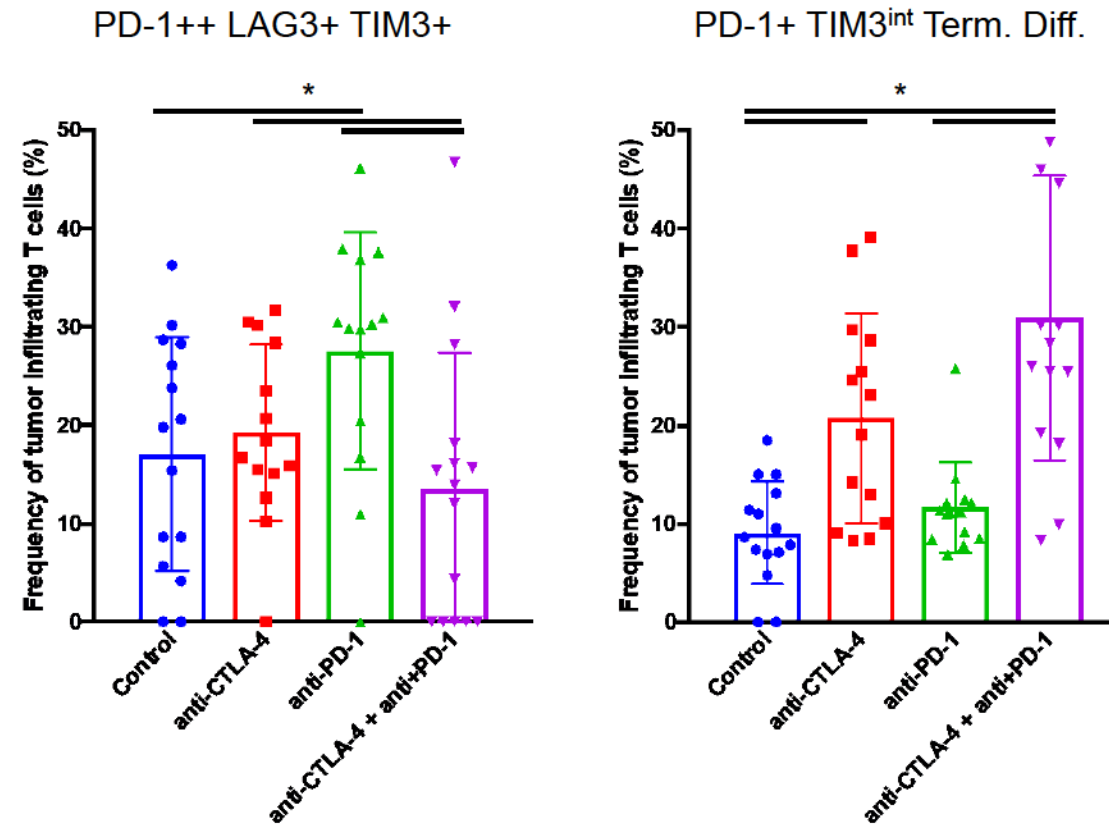 PD-1++ LAG3+ TIM3+
*
Frequency of tumor infiltrating T cells (%)
50
40
30
20
10
0
Control
anti-CTLA-4
anti-PD-1
anti-CTLA-4 + anti+PD-1
PD-1+ TIM3int Term. Diff.
*
Frequency of tumor infiltrating T cells (%)
50
40
30
20
10
0
Control
anti-CTLA-4
anti-PD-1
anti-CTLA-4 + anti+PD-1